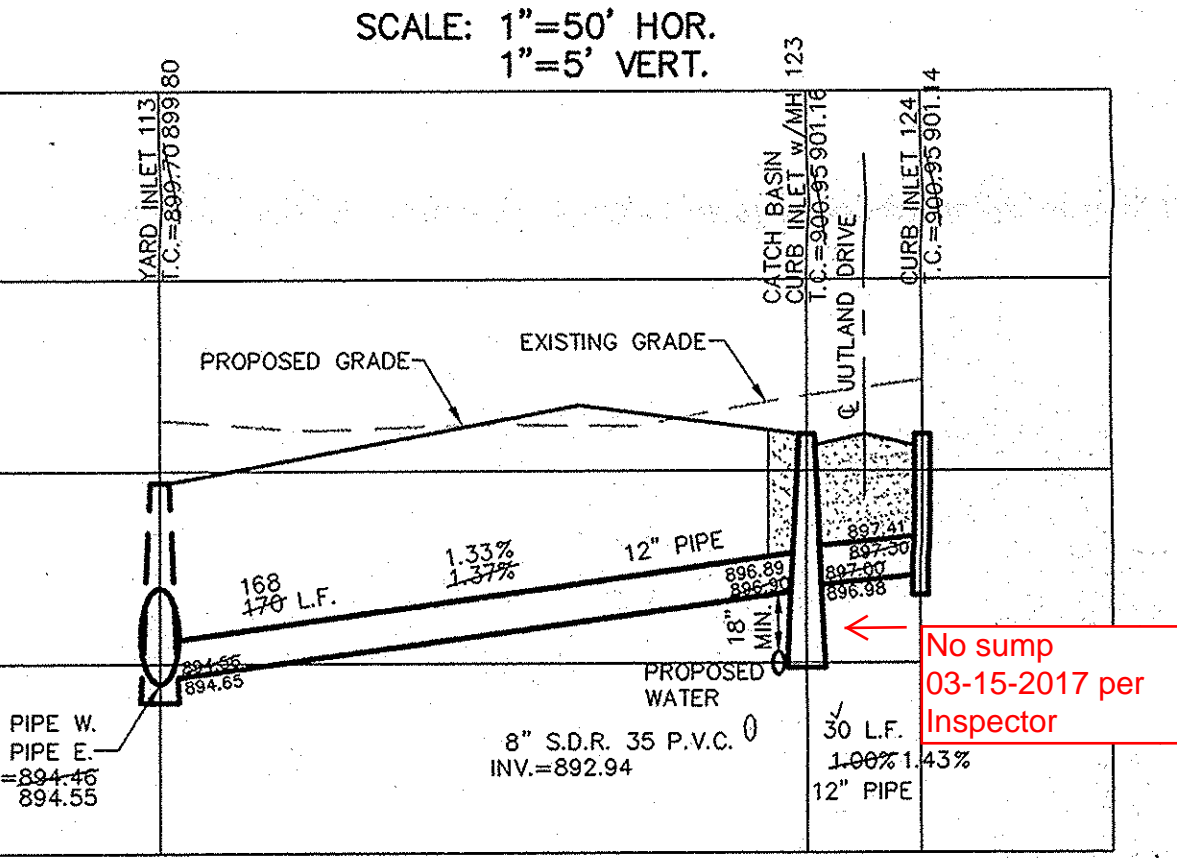 SCALE: 1"=50' HOR.
1"=5' VERT.
YARD INLET 113
T.C.=899.70 899.80
CATCH BASIN
CURB INLET w/MH 123
T.C.=900.95 901.16
℄ UUTLAND DRIVE
CURB INLET 124
T.C.=900.95 901.14
PROPOSED GRADE
EXISTING GRADE
1.33%
1.37%
12" PIPE
168
170 L.F.
896.89
896.90
897.41
897.30
897.00
896.98
18"
MIN.
894.65
PROPOSED
WATER
No sump
03-15-2017 per
Inspector
PIPE W.
PIPE E.
=894.46
894.55
8" S.D.R. 35 P.V.C.
INV.=892.94
30 L.F.
1.00% 1.43%
12" PIPE